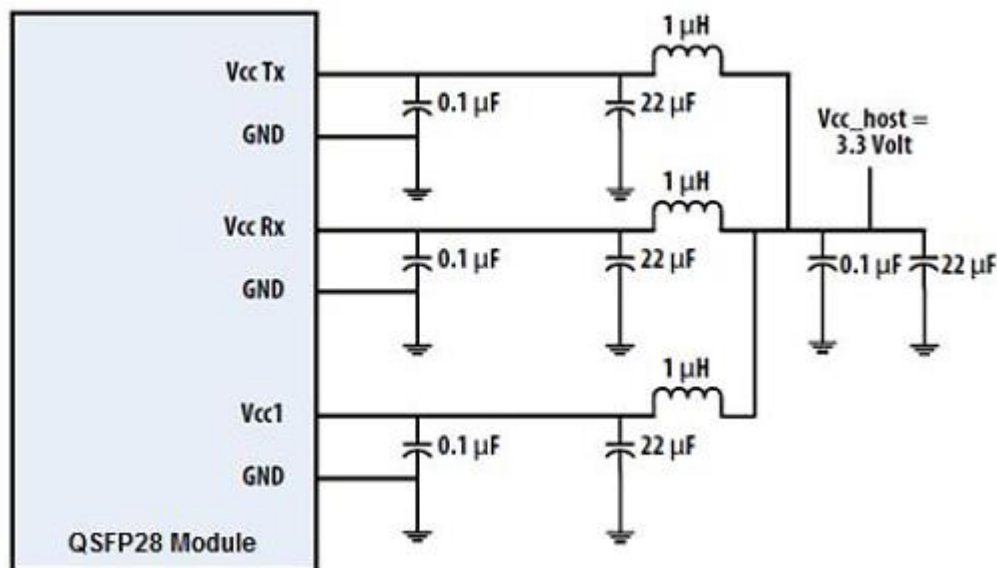 1 μH
Vcc Tx
0.1 μF
22 μF
GND
Vcc_host =
3.3 Volt
1 μH
Vcc Rx
0.1 μF
22 μF
0.1 μF
22 μF
GND
1 μH
Vcc1
0.1 μF
22 μF
GND
QSFP28 Module